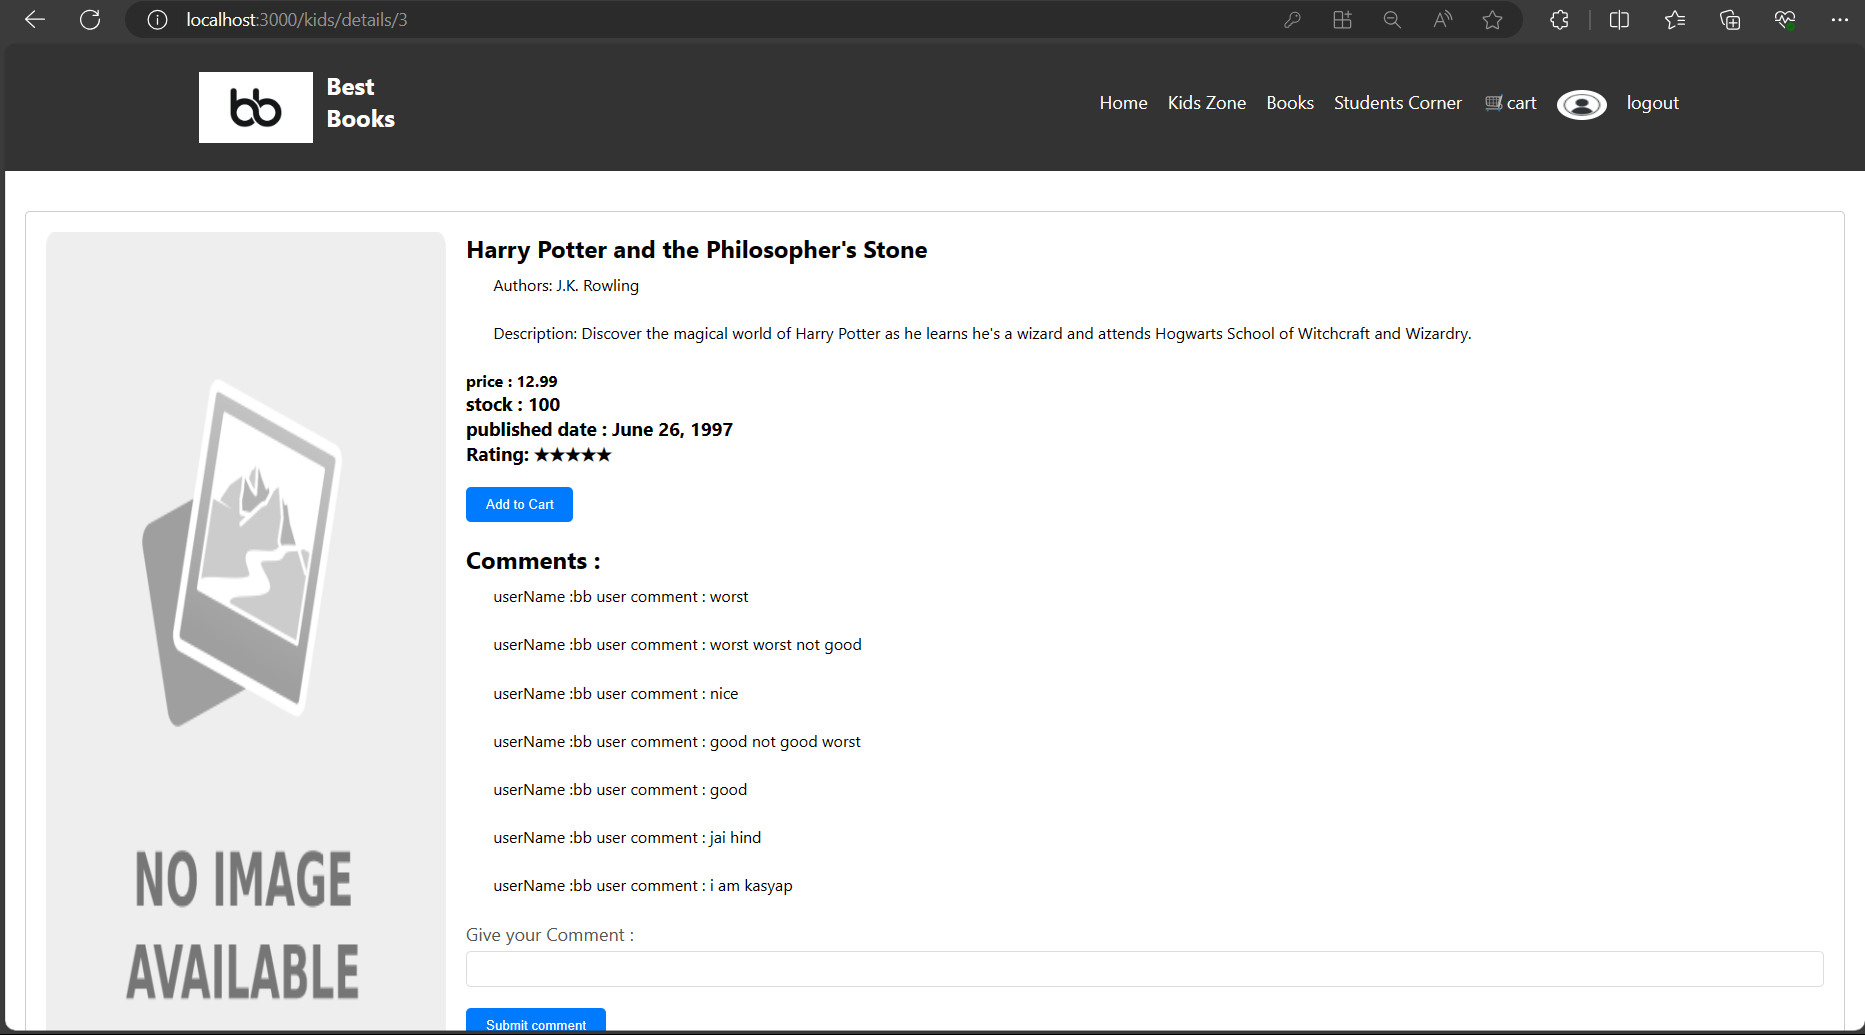 localhost:3000/kids/details/3
bb
Best
Books
Home Kids Zone Books Students Corner cart logout
Harry Potter and the Philosopher's Stone
Authors: J.K. Rowling
Description: Discover the magical world of Harry Potter as he learns he's a wizard and attends Hogwarts School of Witchcraft and Wizardry.
price : 12.99
stock : 100
published date : June 26, 1997
Rating: ★★★★★
Add to Cart
Comments :
userName :bb user comment : worst
userName :bb user comment : worst worst not good
userName :bb user comment : nice
userName :bb user comment : good not good worst
userName :bb user comment : good
userName :bb user comment : jai hind
userName :bb user comment : i am kasyap
Give your Comment :
Submit comment
NO IMAGE
AVAILABLE